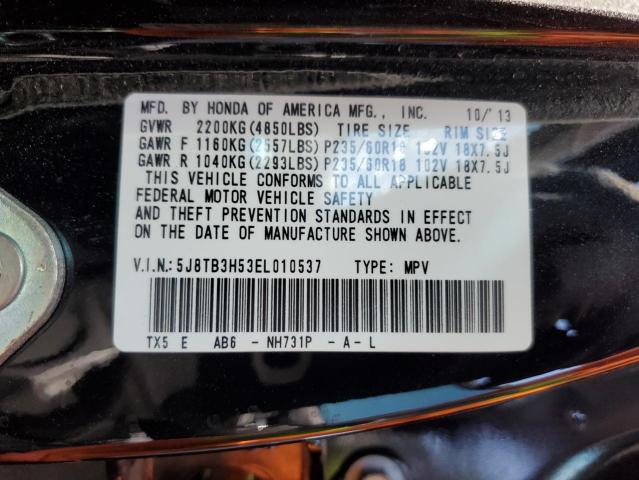 MFD. BY HONDA OF AMERICA MFG., INC. 10/'13
GVWR 2200KG(4850LBS) TIRE SIZE RIM SIZE
GAWR F 1160KG(2557LBS)P235/60R18 102V 18X7.5J
GAWR R 1040KG(2293LBS)P235/60R18 102V 18X7.5J
THIS VEHICLE CONFORMS TO ALL APPLICABLE
FEDERAL MOTOR VEHICLE SAFETY
AND THEFT PREVENTION STANDARDS IN EFFECT
ON THE DATE OF MANUFACTURE SHOWN ABOVE.
V.I.N.:5J8TB3H53EL010537 TYPE: MPV
TX5 E AB6 - NH731P - A - L